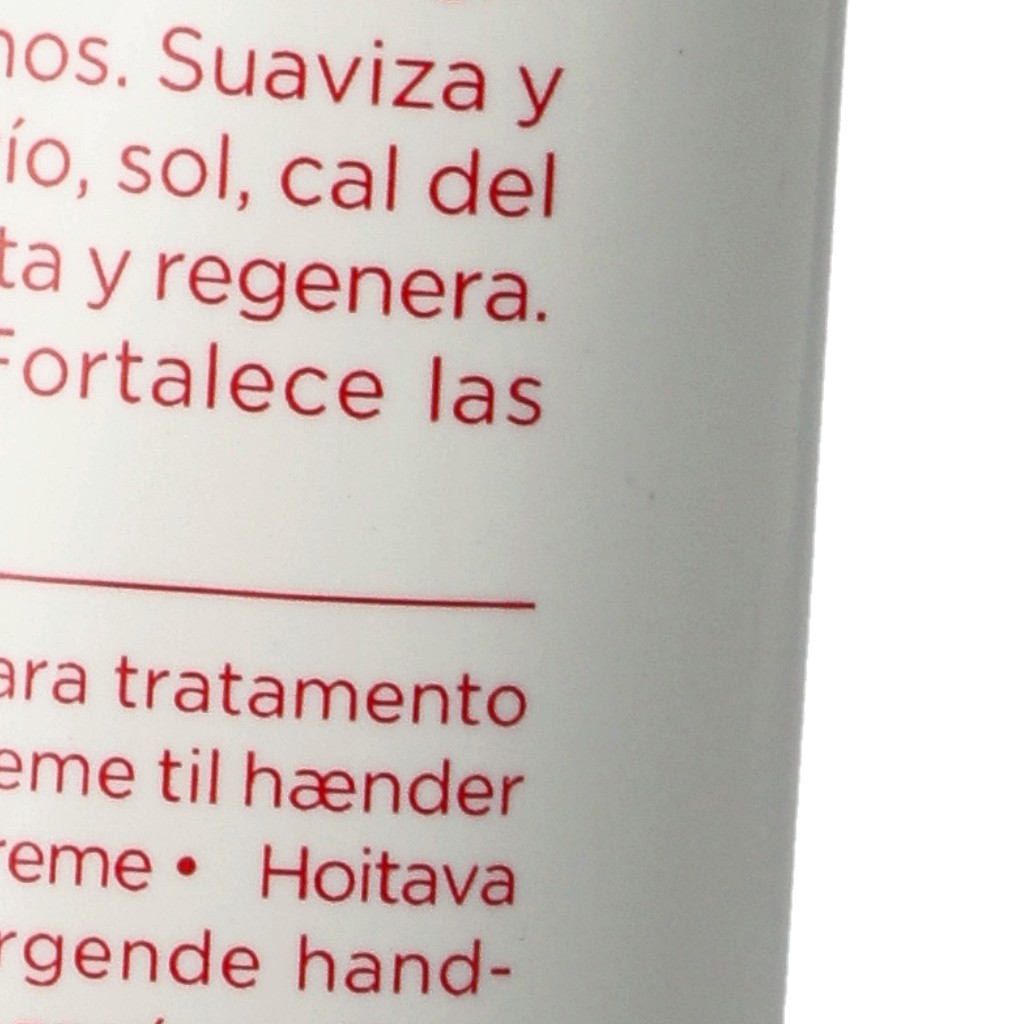 nos. Suaviza y
ío, sol, cal del
ta y regenera.
Fortalece las
ara tratamento
eme til hænder
reme • Hoitava
rgende hand-